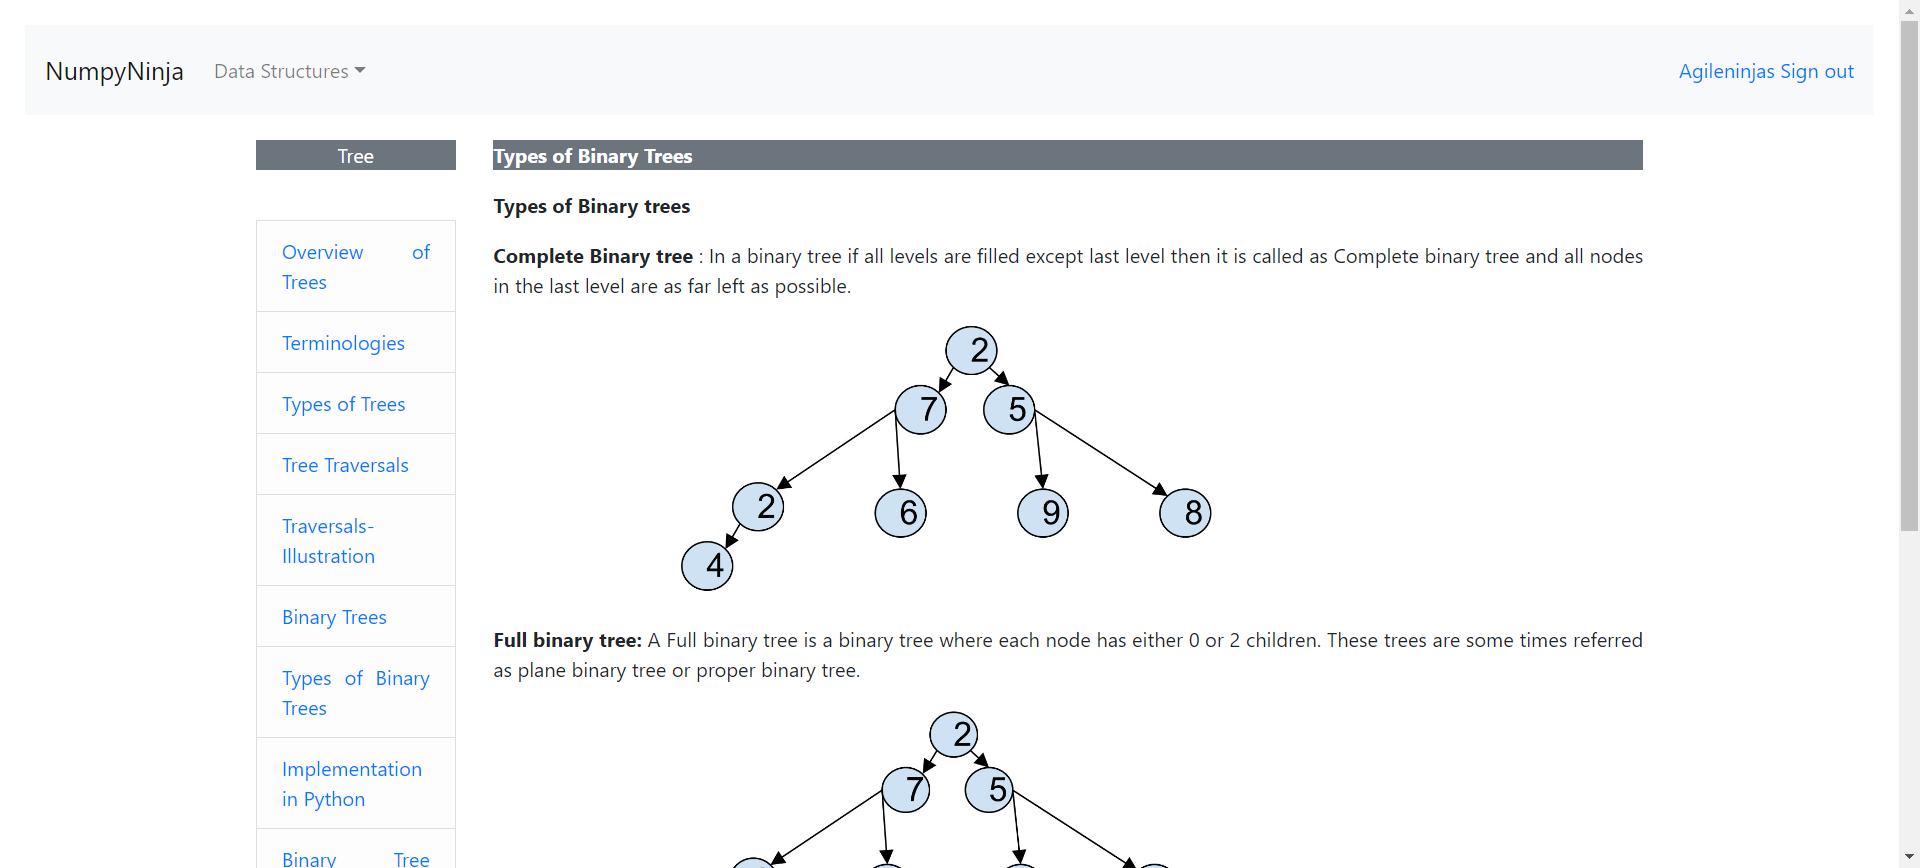 NumpyNinja
Data Structures
Agileninjas Sign out
Tree
Overview of
Trees
Terminologies
Types of Trees
Tree Traversals
Traversals-
Illustration
Binary Trees
Types of Binary
Trees
Implementation
in Python
Binary Tree
Types of Binary Trees
Types of Binary trees
Complete Binary tree : In a binary tree if all levels are filled except last level then it is called as Complete binary tree and all nodes
in the last level are as far left as possible.
2
7 5
2 6 9 8
4
Full binary tree: A Full binary tree is a binary tree where each node has either 0 or 2 children. These trees are some times referred
as plane binary tree or proper binary tree.
2
7 5